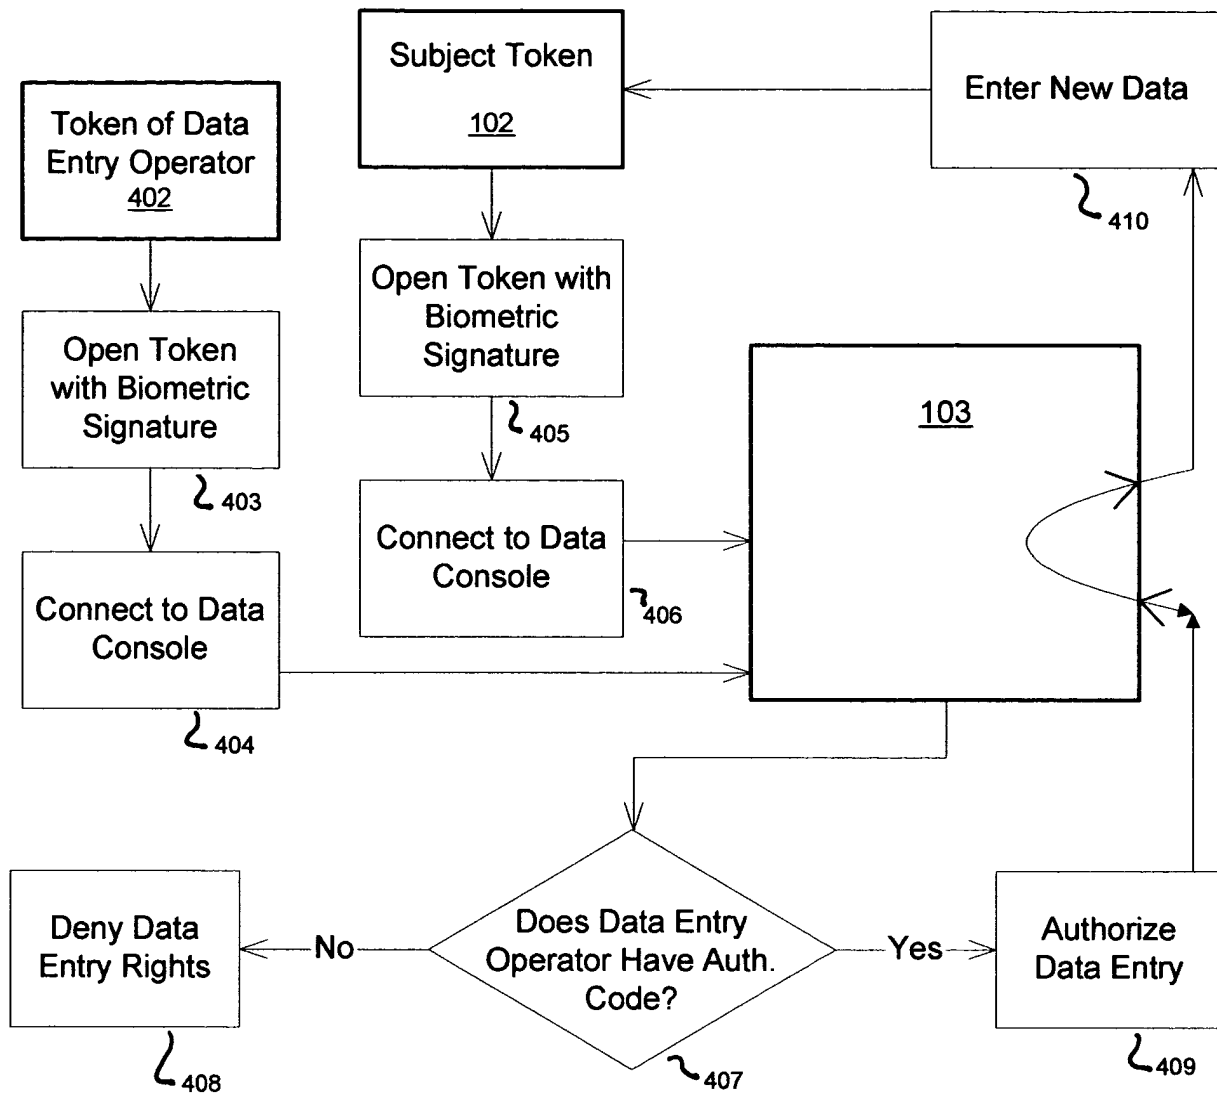 Subject Token
102
Enter New Data
410
Token of Data
Entry Operator
402
Open Token with
Biometric
Signature
405
Open Token
with Biometric
Signature
403
103
Connect to Data
Console
406
Connect to Data
Console
404
Does Data Entry
Operator Have Auth.
Code?
407
No
Yes
Deny Data
Entry Rights
408
Authorize
Data Entry
409